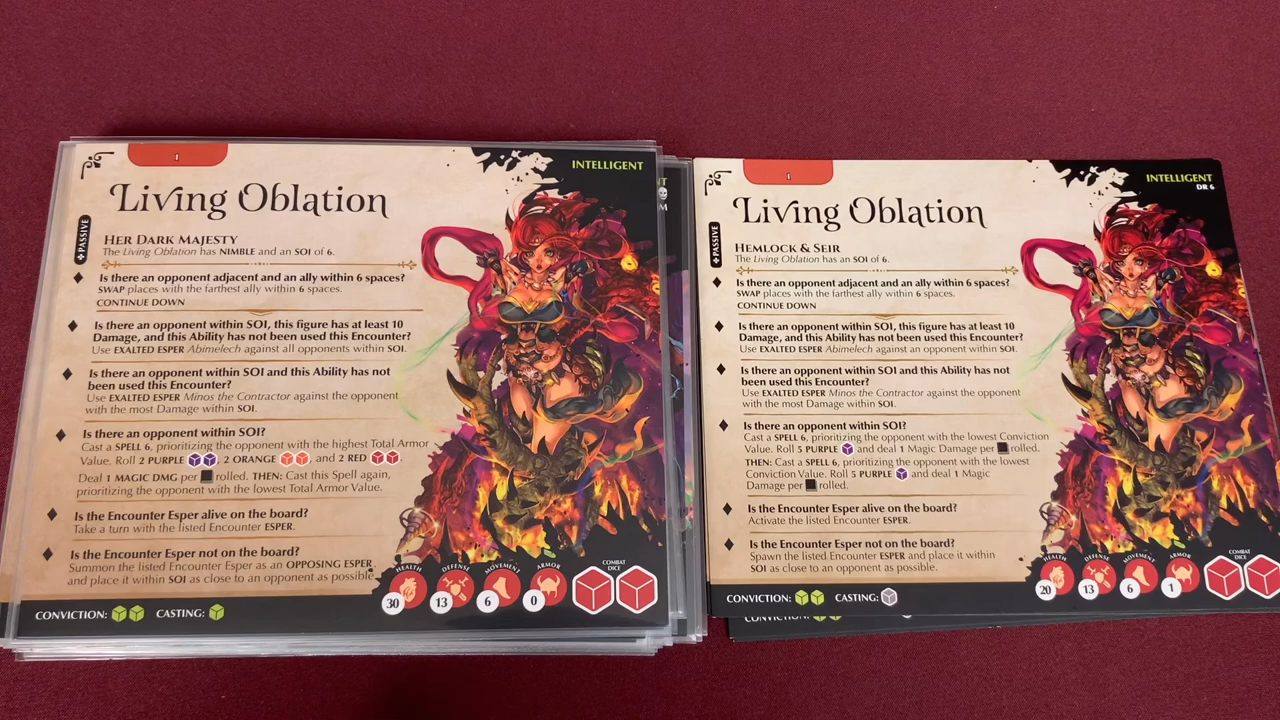 1
INTELLIGENT
Living Oblation
PASSIVE
HER DARK MAJESTY
The Living Oblation has NIMBLE and an SOI of 6.
Is there an opponent adjacent and an ally within 6 spaces?
SWAP places with the farthest ally within 6 spaces.
CONTINUE DOWN
Is there an opponent within SOI, this figure has at least 10
Damage, and this Ability has not been used this Encounter?
Use EXALTED ESPER Abimelech against all opponents within SOI.
Is there an opponent within SOI and this Ability has not
been used this Encounter?
Use EXALTED ESPER Minos the Contractor against the opponent
with the most Damage within SOI.
Is there an opponent within SOI?
Cast a SPELL 6, prioritizing the opponent with the highest Total Armor
Value. Roll 2 PURPLE, 2 ORANGE, and 2 RED
Deal 1 MAGIC DMG per rolled. THEN: Cast this Spell again,
prioritizing the opponent with the lowest Total Armor Value.
Is the Encounter Esper alive on the board?
Take a turn with the listed Encounter ESPER.
Is the Encounter Esper not on the board?
Summon the listed Encounter Esper as an OPPOSING ESPER
and place it within SOI as close to an opponent as possible.
HEALTH DEFENSE MOVEMENT ARMOR COMBAT DICE
30 13 6 0
CONVICTION: CASTING:
NT
M
1
INTELLIGENT
DR 6
Living Oblation
PASSIVE
HEMLOCK & SEIR
The Living Oblation has an SOI of 6.
Is there an opponent adjacent and an ally within 6 spaces?
SWAP places with the farthest ally within 6 spaces.
CONTINUE DOWN
Is there an opponent within SOI, this figure has at least 10
Damage, and this Ability has not been used this Encounter?
Use EXALTED ESPER Abimelech against an opponent within SOI.
Is there an opponent within SOI and this Ability has not
been used this Encounter?
Use EXALTED ESPER Minos the Contractor against the opponent
with the most Damage within SOI.
Is there an opponent within SOI?
Cast a SPELL 6, prioritizing the opponent with the lowest Conviction
Value. Roll 5 PURPLE and deal 1 Magic Damage per rolled.
THEN: Cast a SPELL 6, prioritizing the opponent with the lowest
Conviction Value. Roll 5 PURPLE and deal 1 Magic
Damage per rolled.
Is the Encounter Esper alive on the board?
Activate the listed Encounter ESPER.
Is the Encounter Esper not on the board?
Spawn the listed Encounter ESPER and place it within
SOI as close to an opponent as possible.
HEALTH DEFENSE MOVEMENT ARMOR COMBAT DICE
20 13 6 1
CONVICTION: CASTING:
CONVICTION: